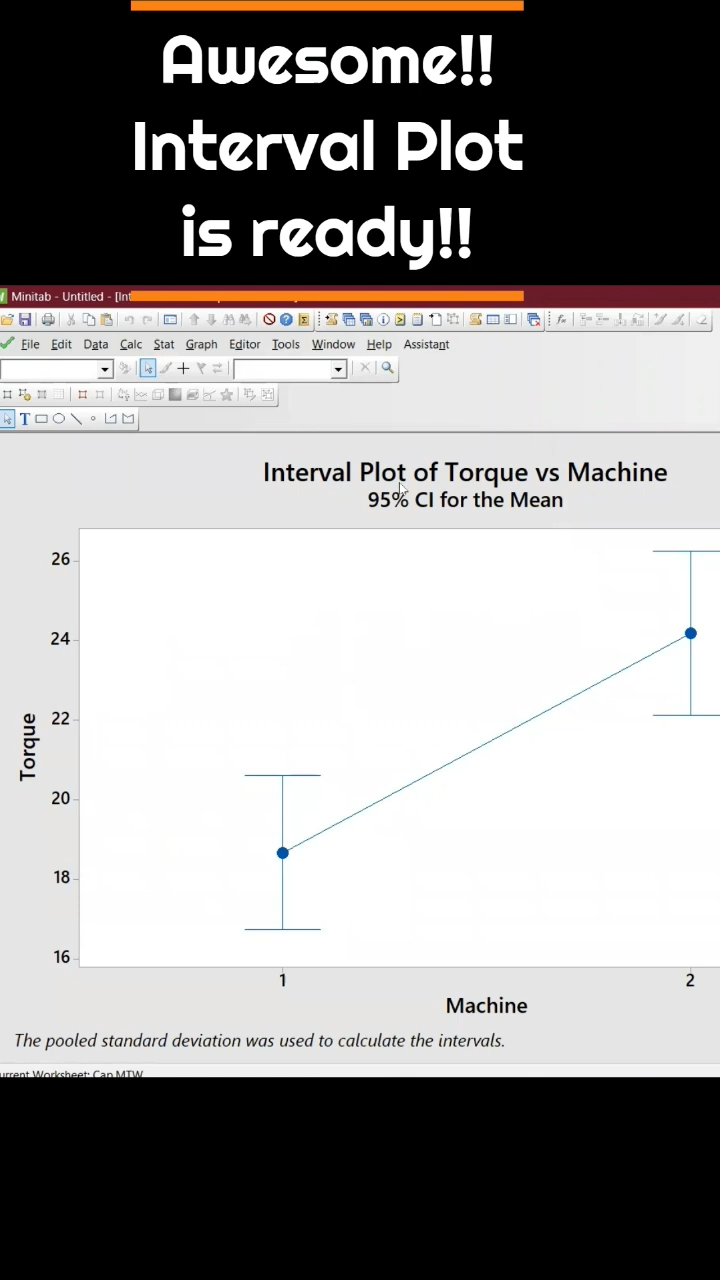 Awesome!!
Interval Plot
is ready!!
Minitab - Untitled - [Int
File Edit Data Calc Stat Graph Editor Tools Window Help Assistant
Interval Plot of Torque vs Machine
95% CI for the Mean
26
24
22
20
18
16
Torque
1 2
Machine
The pooled standard deviation was used to calculate the intervals.
urrent Worksheet: Cap.MTW